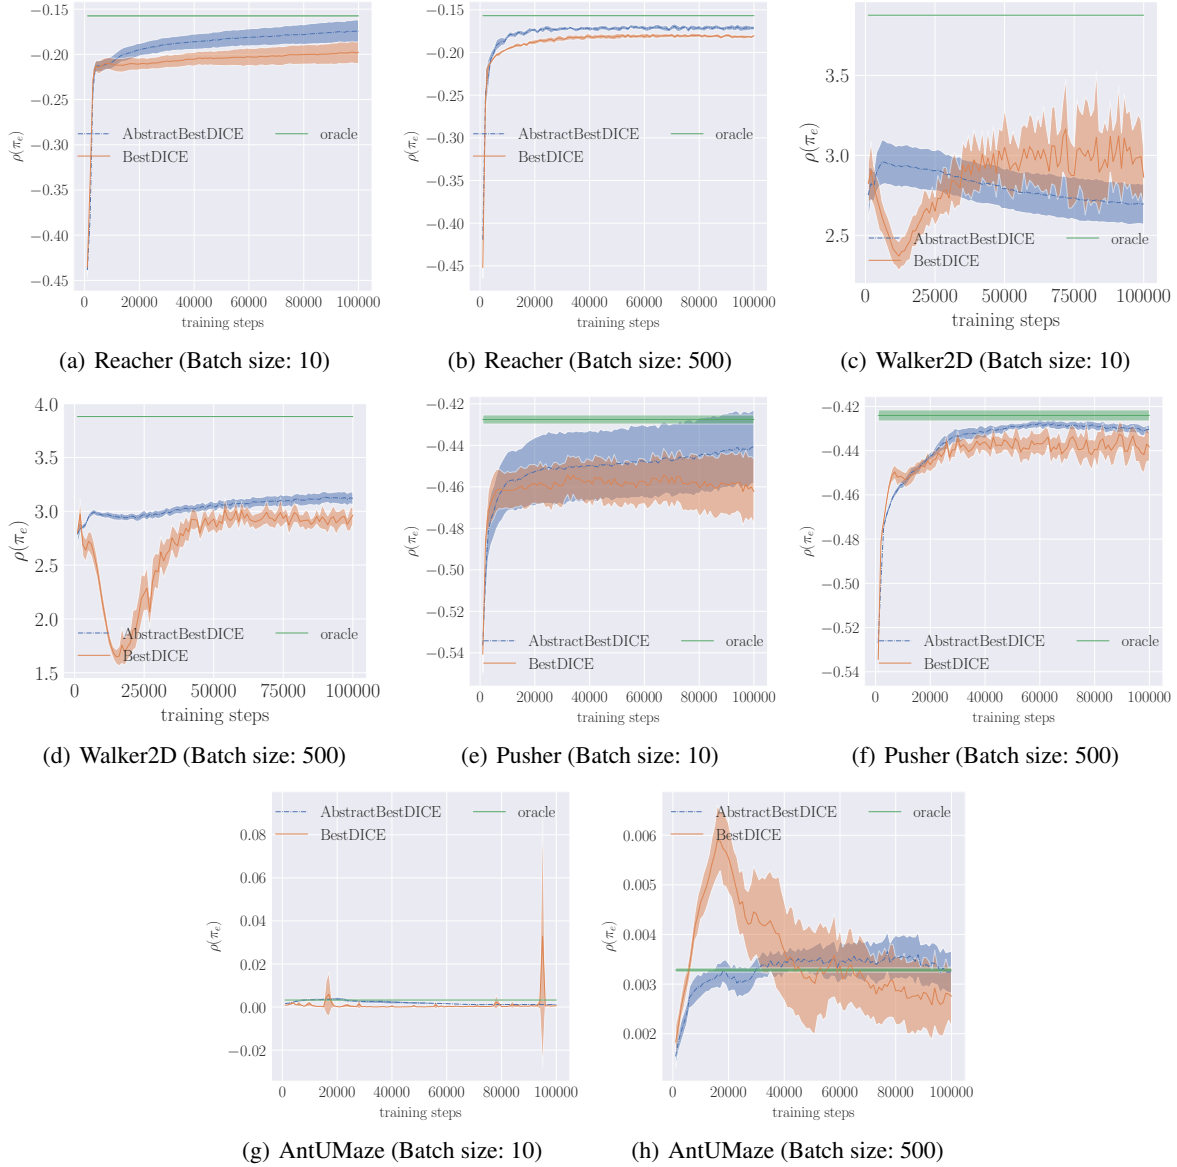 −0.15
−0.20
−0.25
−0.30
−0.35
−0.40
−0.45
ρ(πₑ)
AbstractBestDICE
BestDICE
oracle
0 20000 40000 60000 80000 100000
training steps
(a) Reacher (Batch size: 10)
−0.15
−0.20
−0.25
−0.30
−0.35
−0.40
−0.45
ρ(πₑ)
AbstractBestDICE
BestDICE
oracle
0 20000 40000 60000 80000 100000
training steps
(b) Reacher (Batch size: 500)
3.5
3.0
2.5
ρ(πₑ)
AbstractBestDICE
BestDICE
oracle
0 25000 50000 75000 100000
training steps
(c) Walker2D (Batch size: 10)
4.0
3.5
3.0
2.5
2.0
1.5
ρ(πₑ)
AbstractBestDICE
BestDICE
oracle
0 25000 50000 75000 100000
training steps
(d) Walker2D (Batch size: 500)
−0.42
−0.44
−0.46
−0.48
−0.50
−0.52
−0.54
ρ(πₑ)
AbstractBestDICE
BestDICE
oracle
0 20000 40000 60000 80000 100000
training steps
(e) Pusher (Batch size: 10)
−0.42
−0.44
−0.46
−0.48
−0.50
−0.52
−0.54
ρ(πₑ)
AbstractBestDICE
BestDICE
oracle
0 20000 40000 60000 80000 100000
training steps
(f) Pusher (Batch size: 500)
0.08
0.06
0.04
0.02
0.00
−0.02
ρ(πₑ)
AbstractBestDICE
BestDICE
oracle
0 20000 40000 60000 80000 100000
training steps
(g) AntUMaze (Batch size: 10)
0.006
0.005
0.004
0.003
0.002
ρ(πₑ)
AbstractBestDICE
BestDICE
oracle
0 20000 40000 60000 80000 100000
training steps
(h) AntUMaze (Batch size: 500)